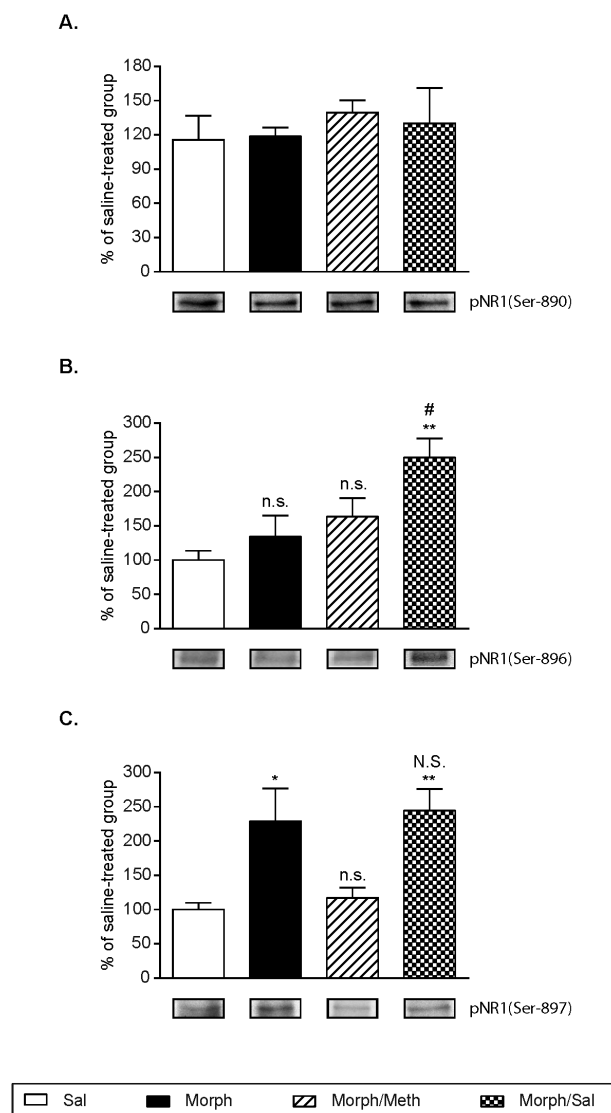 A.
% of saline-treated group
180
150
120
90
60
30
0
pNR1(Ser-890)
B.
% of saline-treated group
300
250
200
150
100
50
0
n.s.
n.s.
#
**
pNR1(Ser-896)
C.
% of saline-treated group
300
250
200
150
100
50
0
*
n.s.
N.S.
**
pNR1(Ser-897)
Sal Morph Morph/Meth Morph/Sal